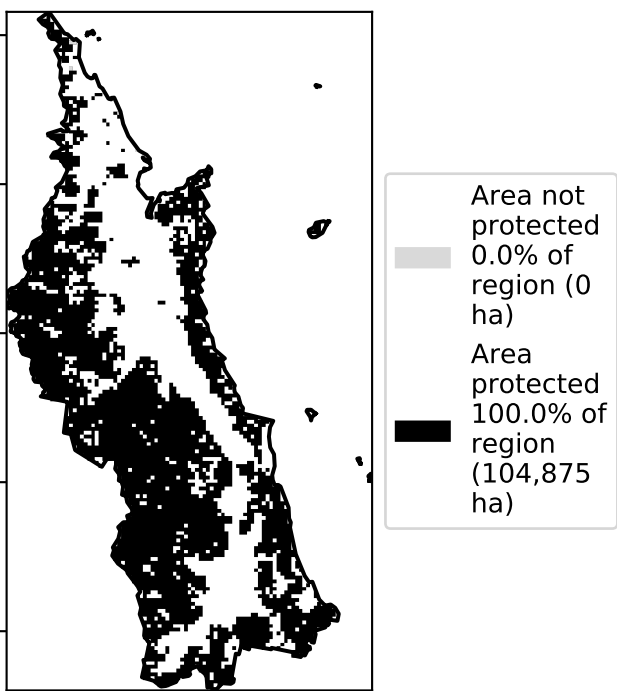 Area not
protected
0.0% of
region (0
ha)
Area
protected
100.0% of
region
(104,875
ha)